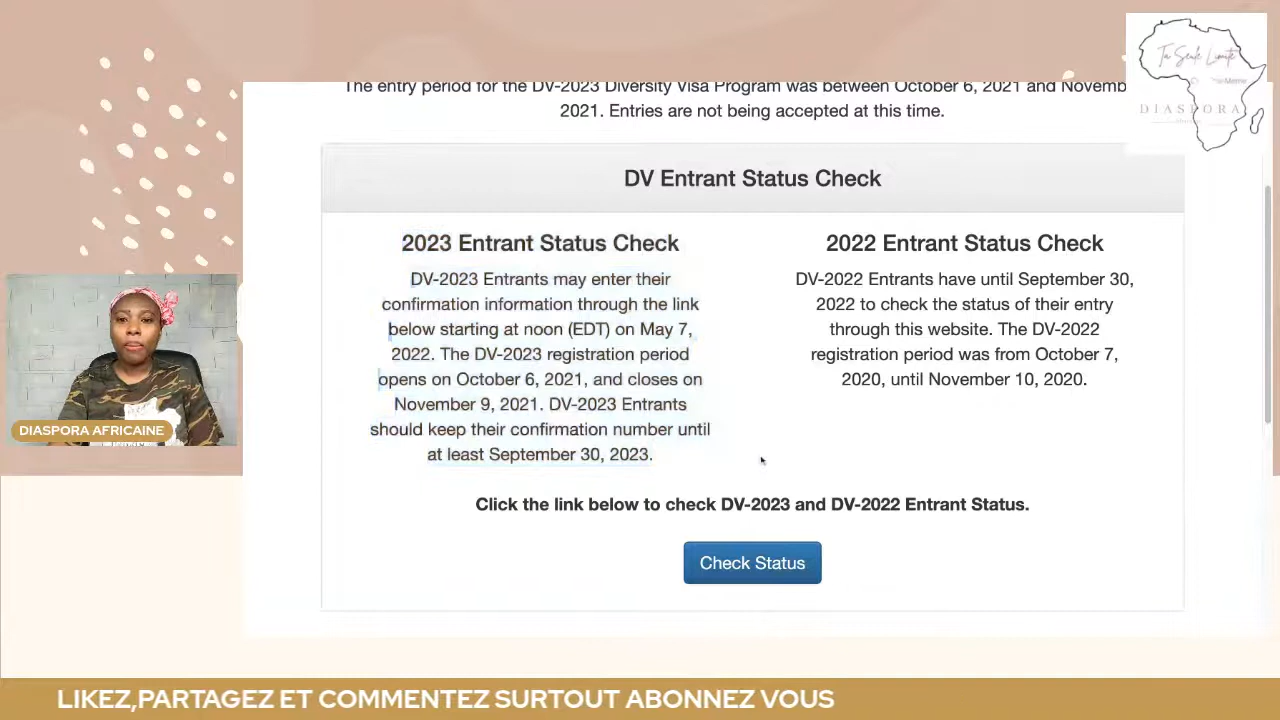 The entry period for the DV-2023 Diversity Visa Program was between October 6, 2021 and Novemb
2021. Entries are not being accepted at this time.
DV Entrant Status Check
2023 Entrant Status Check
DV-2023 Entrants may enter their
confirmation information through the link
below starting at noon (EDT) on May 7,
2022. The DV-2023 registration period
opens on October 6, 2021, and closes on
November 9, 2021. DV-2023 Entrants
should keep their confirmation number until
at least September 30, 2023.
2022 Entrant Status Check
DV-2022 Entrants have until September 30,
2022 to check the status of their entry
through this website. The DV-2022
registration period was from October 7,
2020, until November 10, 2020.
Click the link below to check DV-2023 and DV-2022 Entrant Status.
Check Status
Ta Seule Limite
DIASPORA
DIASPORA AFRICAINE
LIKEZ,PARTAGEZ ET COMMENTEZ SURTOUT ABONNEZ VOUS